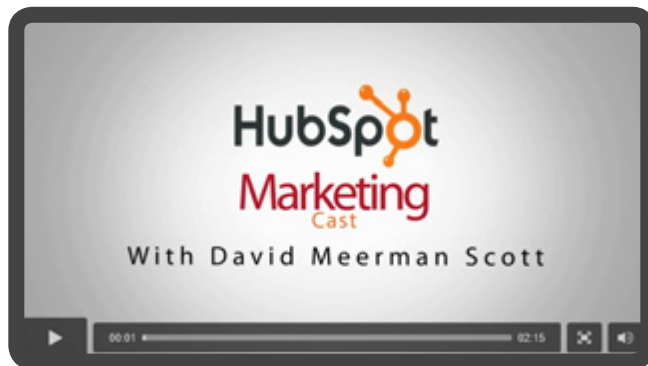 HubSpot
Marketing
Cast
With David Meerman Scott
00:01 02:15